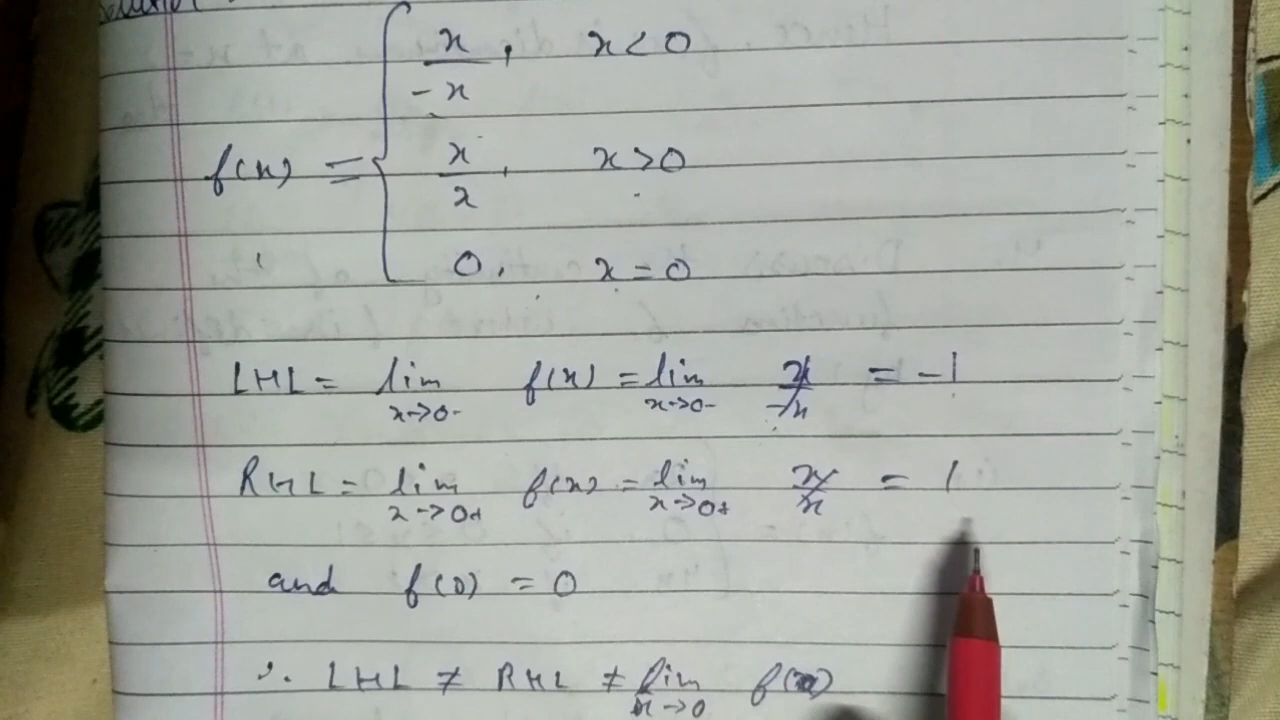 Solution
x/-x , x < 0
f(x) = x/x , x > 0
0 , x = 0
LHL = lim x→0- f(x) = lim x→0- x/-x = -1
RHL = lim x→0+ f(x) = lim x→0+ x/x = 1
and f(0) = 0
∴ LHL ≠ RHL ≠ lim x→0 f(x)